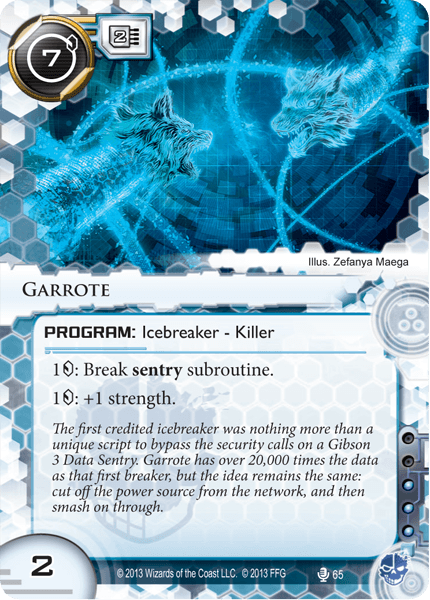 7
2
Illus. Zefanya Maega
GARROTE
PROGRAM: Icebreaker - Killer
1: Break sentry subroutine.
1: +1 strength.
The first credited icebreaker was nothing more than a
unique script to bypass the security calls on a Gibson
3 Data Sentry. Garrote has over 20,000 times the data
as that first breaker, but the idea remains the same:
cut off the power source from the network, and then
smash on through.
2
© 2013 Wizards of the Coast LLC. © 2013 FFG
65